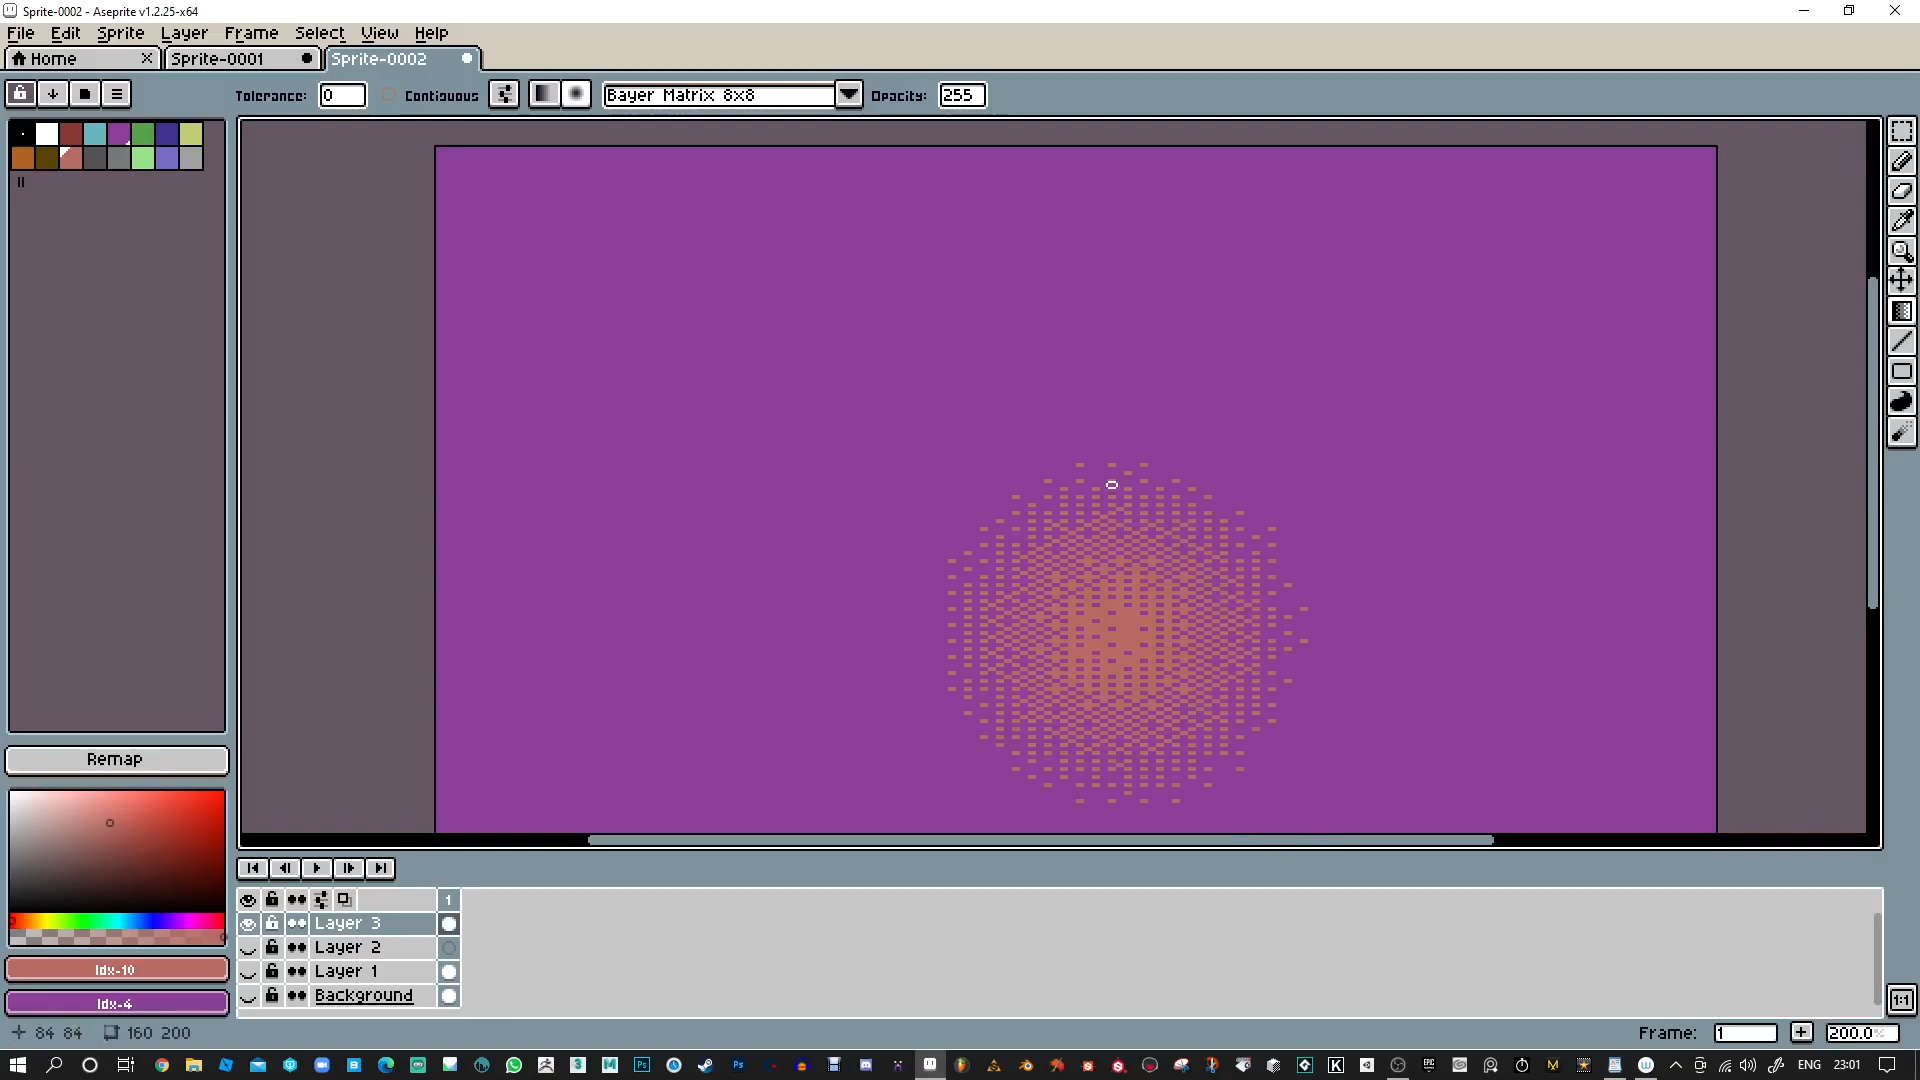 Sprite-0002 - Aseprite v1.2.25-x64
File Edit Sprite Layer Frame Select View Help
Home Sprite-0001 Sprite-0002
Tolerance: 0 Contiguous Bayer Matrix 8x8 Opacity: 255
Remap
1
Layer 3
Layer 2
Layer 1
Background
Idx-10
Idx-4
84 84 160 200
Frame: 1 200.0%
1:1
ENG 23:01